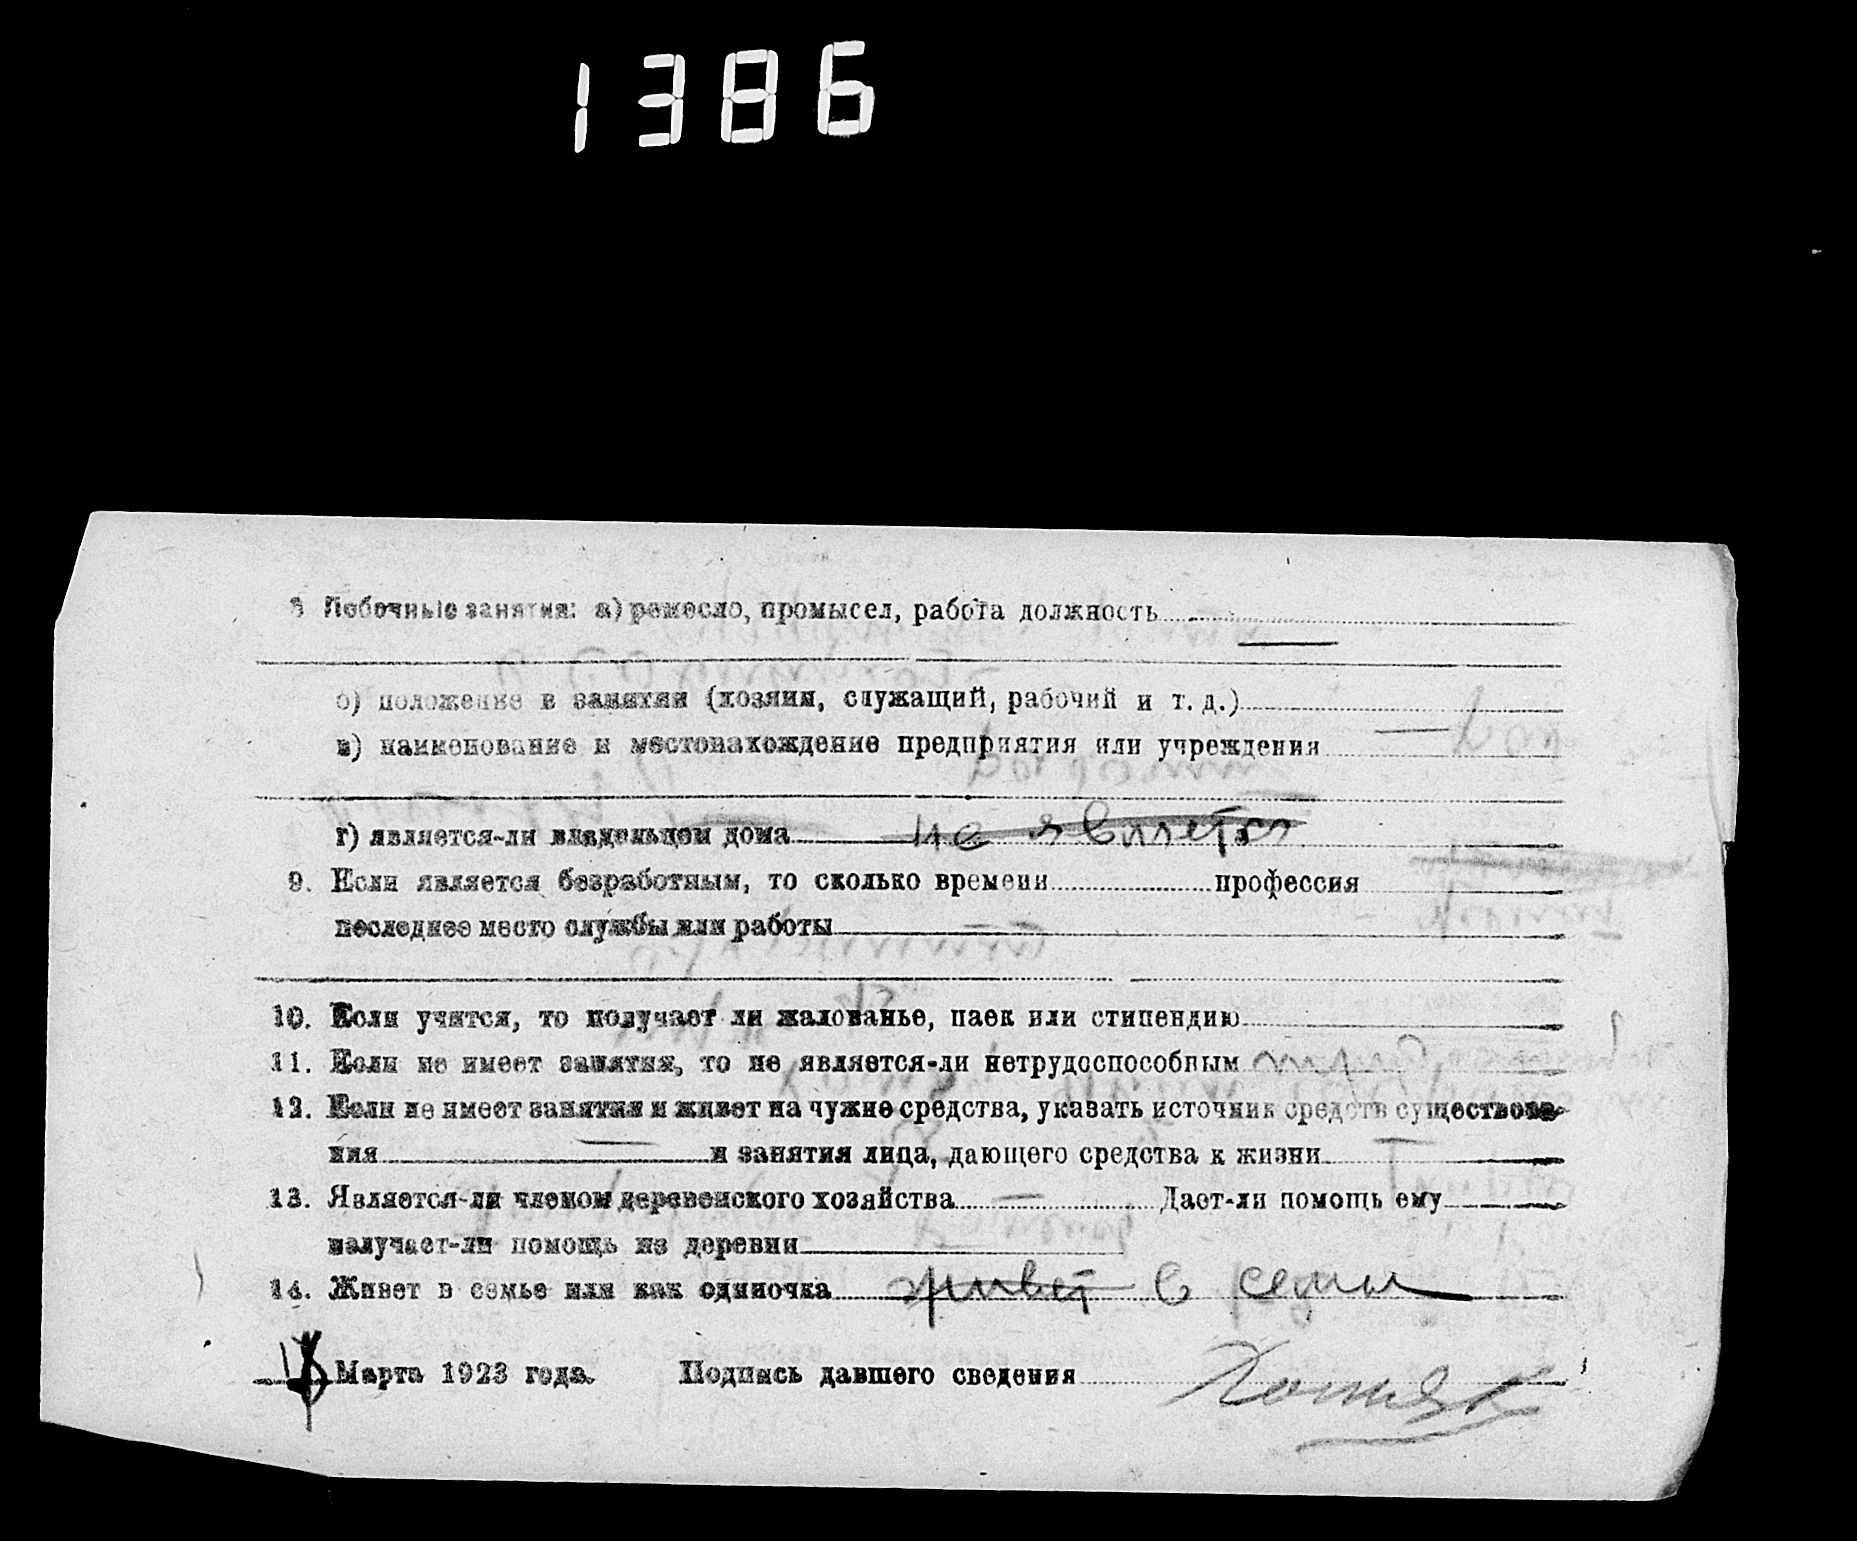 1386
8 Побочные занятия: а) ремесло, промысел, работа должность
б) положение в занятии (хозяин, служащий, рабочий и т. д.)
в) наименование и местонахождение предприятия или учреждения
г) является-ли владельцем дома не является
9. Если является безработным, то сколько времени профессия
последнее место службы или работы
10. Если учится, то получает ли жалованье, паек или стипендию
11. Если не имеет занятия, то не является-ли нетрудоспособным
12. Если не имеет занятия и живет на чужие средства, указать источник средств существова-
ния — и занятия лица, дающего средства к жизни —
13. Является-ли членом деревенского хозяйства — Дает-ли помощь ему
получает-ли помощь из деревни
14. Живет в семье или как одиночка живет в семьи
Марта 1923 года. Подпись давшего сведения